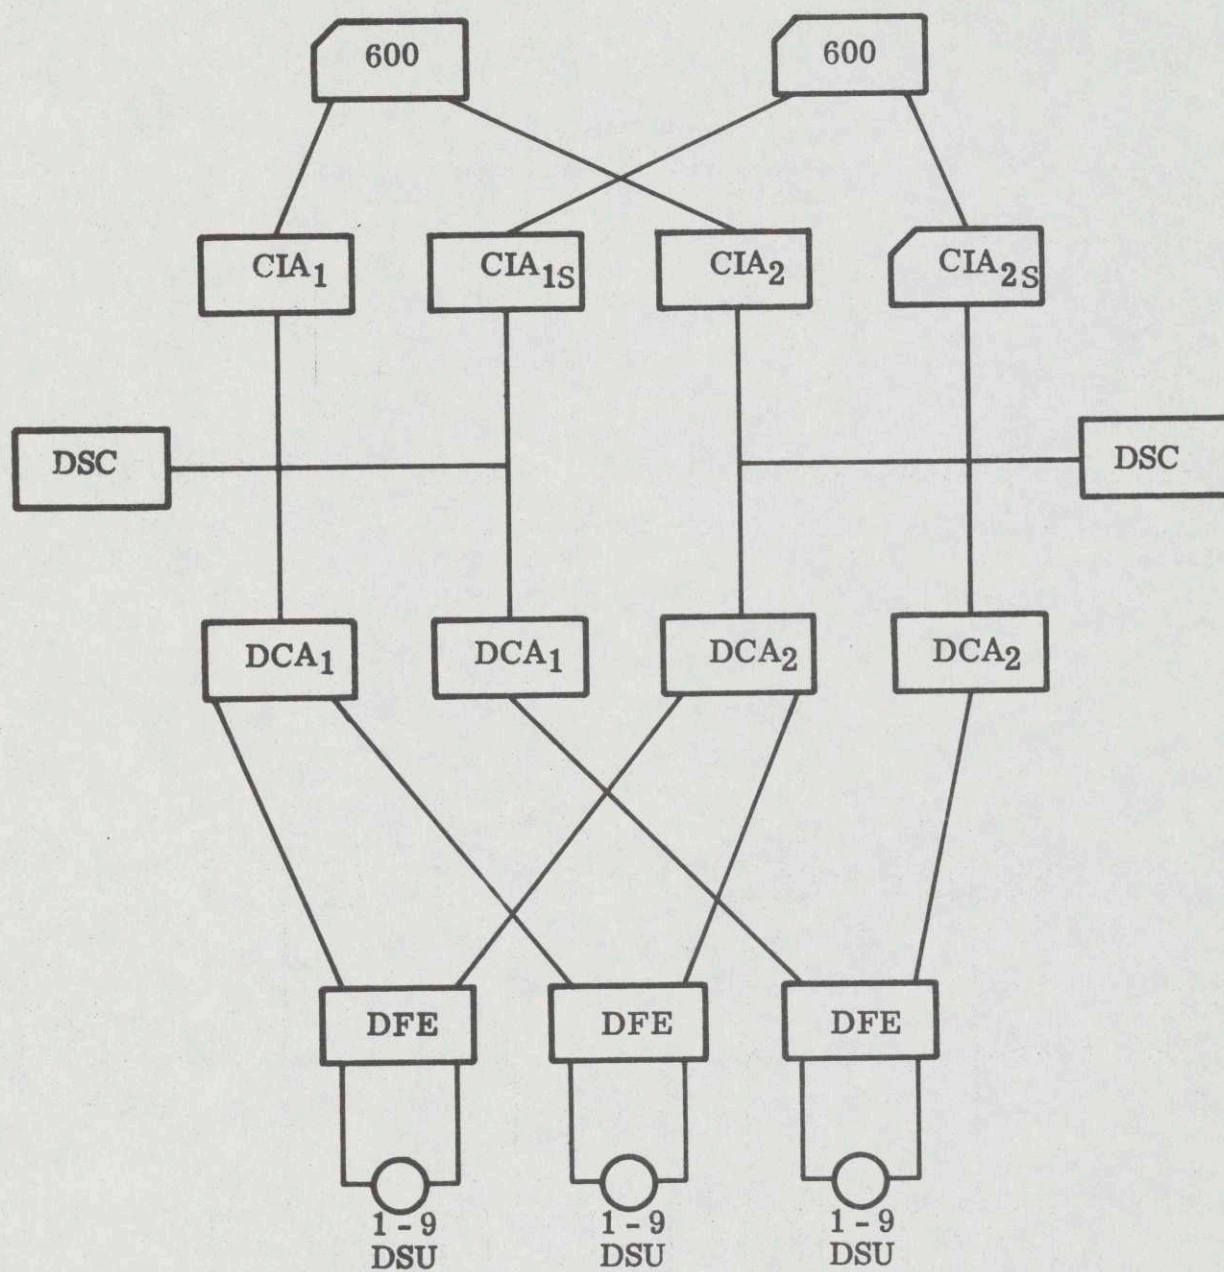 600
600
CIA1
CIA1S
CIA2
CIA2S
DSC
DSC
DCA1
DCA1
DCA2
DCA2
DFE
DFE
DFE
1 - 9
DSU
1 - 9
DSU
1 - 9
DSU